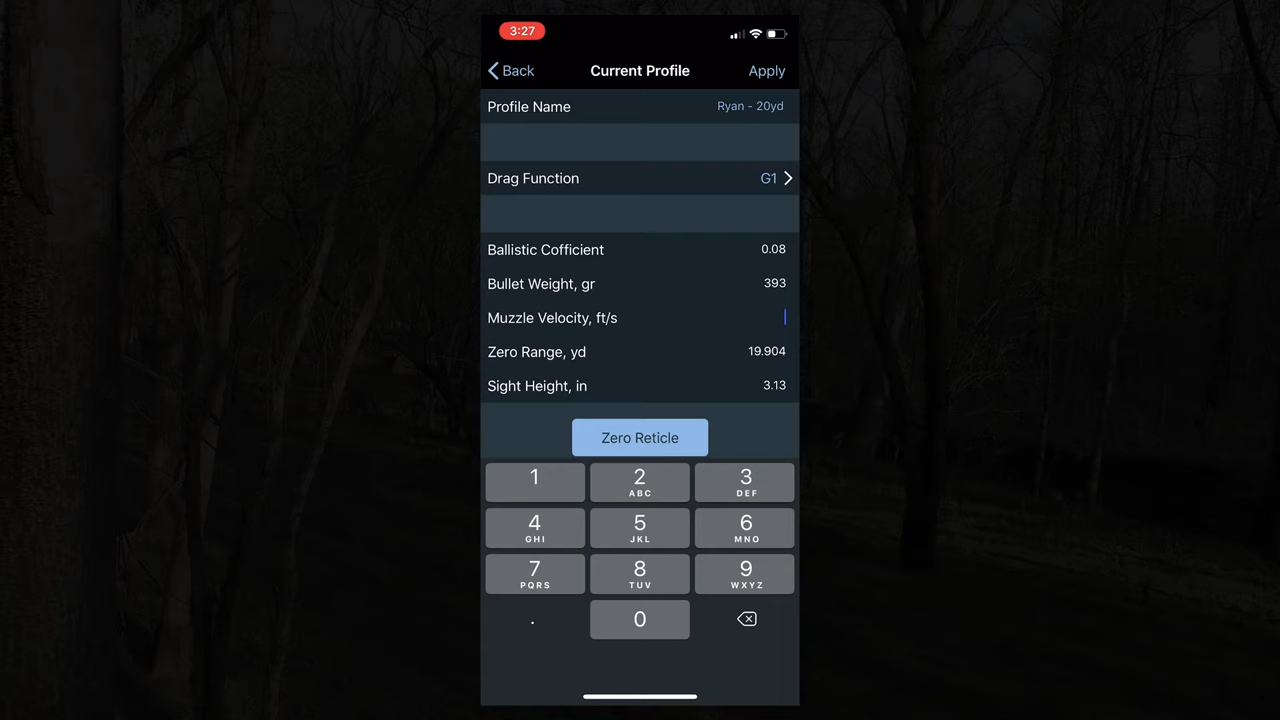 3:27
Back Current Profile Apply
Profile Name Ryan - 20yd
Drag Function G1
Ballistic Cofficient 0.08
Bullet Weight, gr 393
Muzzle Velocity, ft/s
Zero Range, yd 19.904
Sight Height, in 3.13
Zero Reticle
1 2 3
ABC DEF
4 5 6
GHI JKL MNO
7 8 9
PQRS TUV WXYZ
. 0